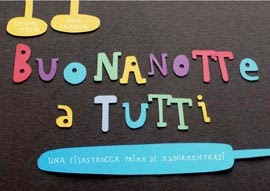 BUONANOTTE
a TUTTI
UNA FILASTROCCA PRIMA DI ADDORMENTARSI